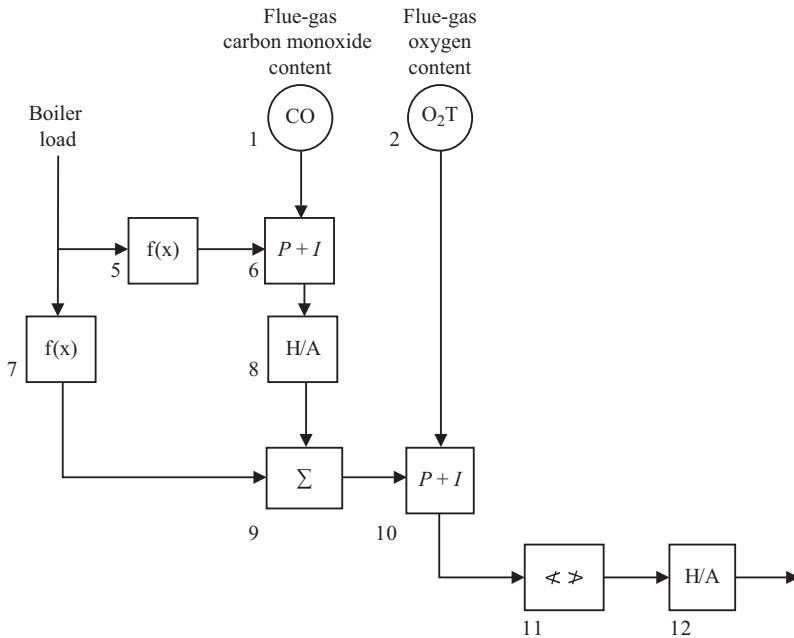 Flue-gas
carbon monoxide
content
Flue-gas
oxygen
content
Boiler
load
CO
1
O₂T
2
f(x)
5
P + I
6
f(x)
7
H/A
8
Σ
9
P + I
10
≮ ≯
11
H/A
12